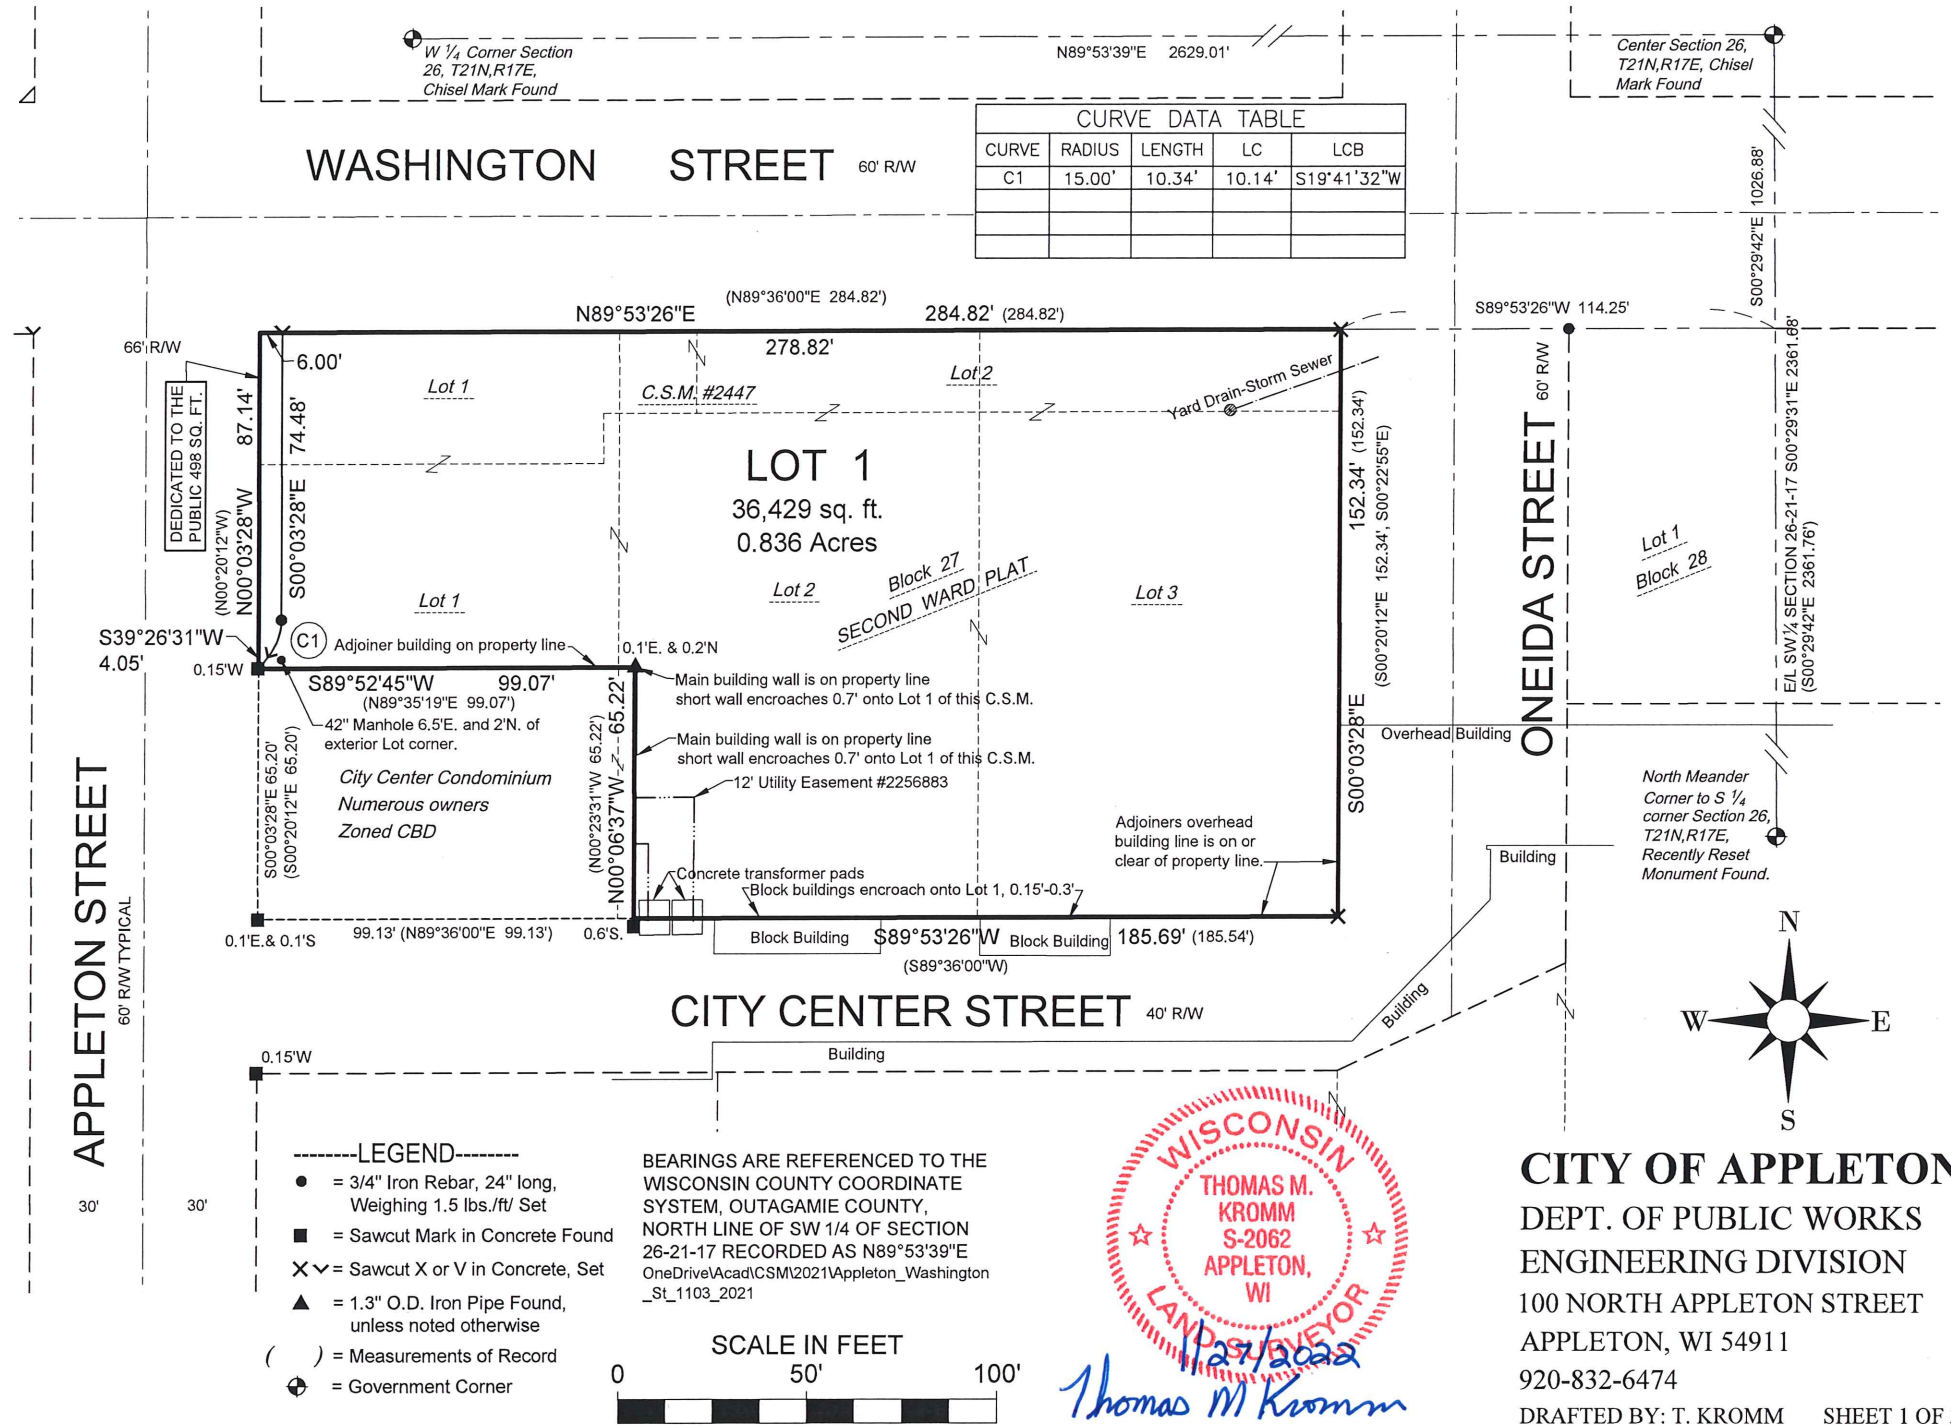 W ¼ Corner Section
26, T21N,R17E,
Chisel Mark Found
N89°53'39"E 2629.01'
Center Section 26,
T21N,R17E, Chisel
Mark Found
CURVE DATA TABLE
CURVE RADIUS LENGTH LC LCB
C1 15.00' 10.34' 10.14' S19°41'32"W
WASHINGTON STREET 60' R/W
S00°29'42"E 1026.88'
(N89°36'00"E 284.82')
N89°53'26"E 284.82' (284.82')
S89°53'26"W 114.25'
66' R/W
6.00'
278.82'
DEDICATED TO THE
PUBLIC 498 SQ. FT.
87.14'
N00°03'28"W
(N00°20'12"W)
74.48'
S00°03'28"E
Lot 1
C.S.M. #2447
Lot 2
Yard Drain-Storm Sewer
LOT 1
36,429 sq. ft.
0.836 Acres
Block 27
SECOND WARD PLAT
Lot 1
Lot 2
Lot 3
152.34' (152.34')
(S00°20'12"E 152.34', S00°22'55"E)
S00°03'28"E
ONEIDA STREET 60' R/W
Lot 1
Block 28
E/L SW¼ SECTION 26-21-17 S00°29'31"E 2361.68'
(S00°29'42"E 2361.76')
S39°26'31"W
4.05'
C1
Adjoiner building on property line
0.1'E. & 0.2'N
0.15'W
S89°52'45"W 99.07'
(N89°35'19"E 99.07')
42" Manhole 6.5'E. and 2'N. of
exterior Lot corner.
Main building wall is on property line
short wall encroaches 0.7' onto Lot 1 of this C.S.M.
Main building wall is on property line
short wall encroaches 0.7' onto Lot 1 of this C.S.M.
12' Utility Easement #2256883
Overhead Building
City Center Condominium
Numerous owners
Zoned CBD
S00°03'28"E 65.20'
(S00°20'12"E 65.20')
(N00°23'31"W 65.22')
N00°06'37"W 65.22'
APPLETON STREET
60' R/W TYPICAL
Adjoiners overhead
building line is on or
clear of property line.
North Meander
Corner to S ¼
corner Section 26,
T21N,R17E,
Recently Reset
Monument Found.
Building
Concrete transformer pads
Block buildings encroach onto Lot 1, 0.15'-0.3'
0.1'E.& 0.1'S
99.13' (N89°36'00"E 99.13')
0.6'S.
Block Building
S89°53'26"W
Block Building
185.69' (185.54')
(S89°36'00"W)
CITY CENTER STREET 40' R/W
Building
Building
0.15'W
N
W
E
S
30'
30'
--------LEGEND--------
= 3/4" Iron Rebar, 24" long,
Weighing 1.5 lbs./ft/ Set
= Sawcut Mark in Concrete Found
= Sawcut X or V in Concrete, Set
= 1.3" O.D. Iron Pipe Found,
unless noted otherwise
( ) = Measurements of Record
= Government Corner
BEARINGS ARE REFERENCED TO THE
WISCONSIN COUNTY COORDINATE
SYSTEM, OUTAGAMIE COUNTY,
NORTH LINE OF SW 1/4 OF SECTION
26-21-17 RECORDED AS N89°53'39"E
OneDrive\Acad\CSM\2021\Appleton_Washington
_St_1103_2021
SCALE IN FEET
0 50' 100'
WISCONSIN
THOMAS M.
KROMM
S-2062
APPLETON,
WI
LAND SURVEYOR
1/27/2022
Thomas M Kromm
CITY OF APPLETON
DEPT. OF PUBLIC WORKS
ENGINEERING DIVISION
100 NORTH APPLETON STREET
APPLETON, WI 54911
920-832-6474
DRAFTED BY: T. KROMM SHEET 1 OF